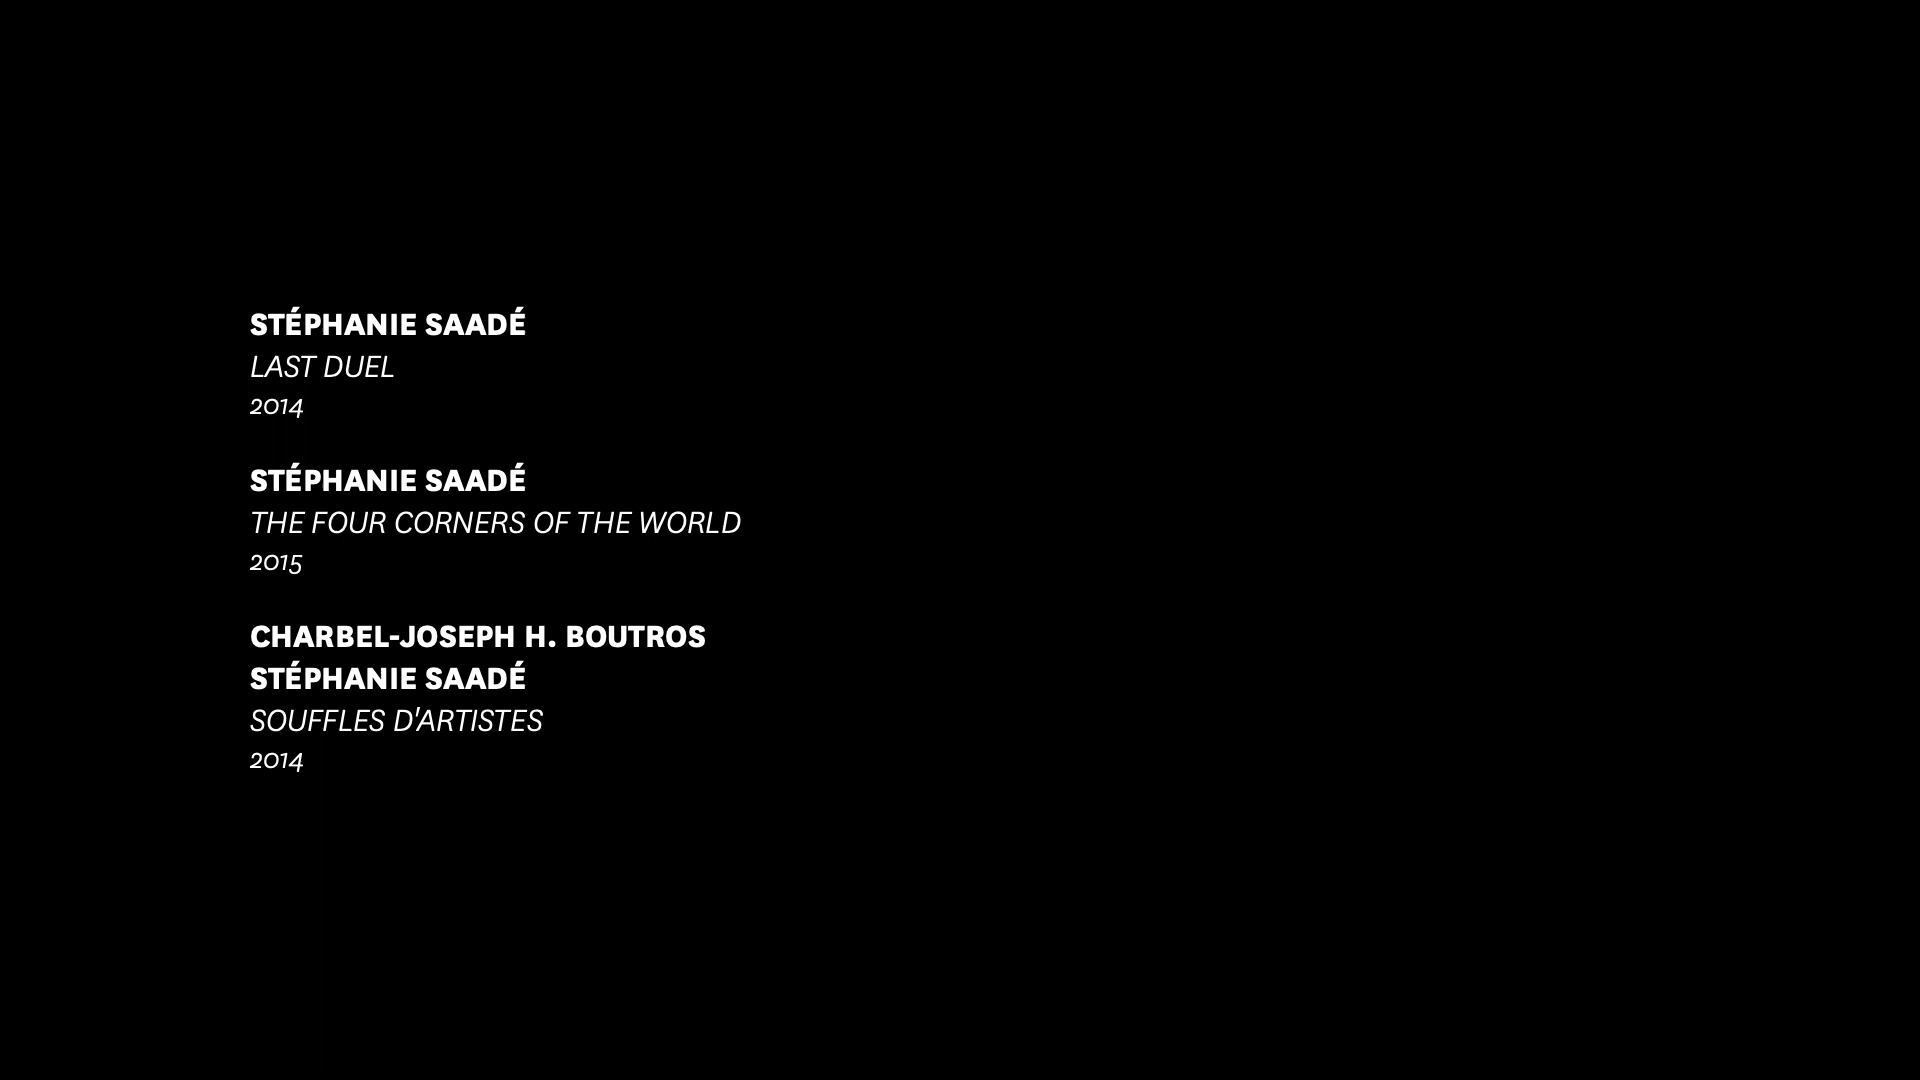 STÉPHANIE SAADÉ
LAST DUEL
2014
STÉPHANIE SAADÉ
THE FOUR CORNERS OF THE WORLD
2015
CHARBEL-JOSEPH H. BOUTROS
STÉPHANIE SAADÉ
SOUFFLES D'ARTISTES
2014